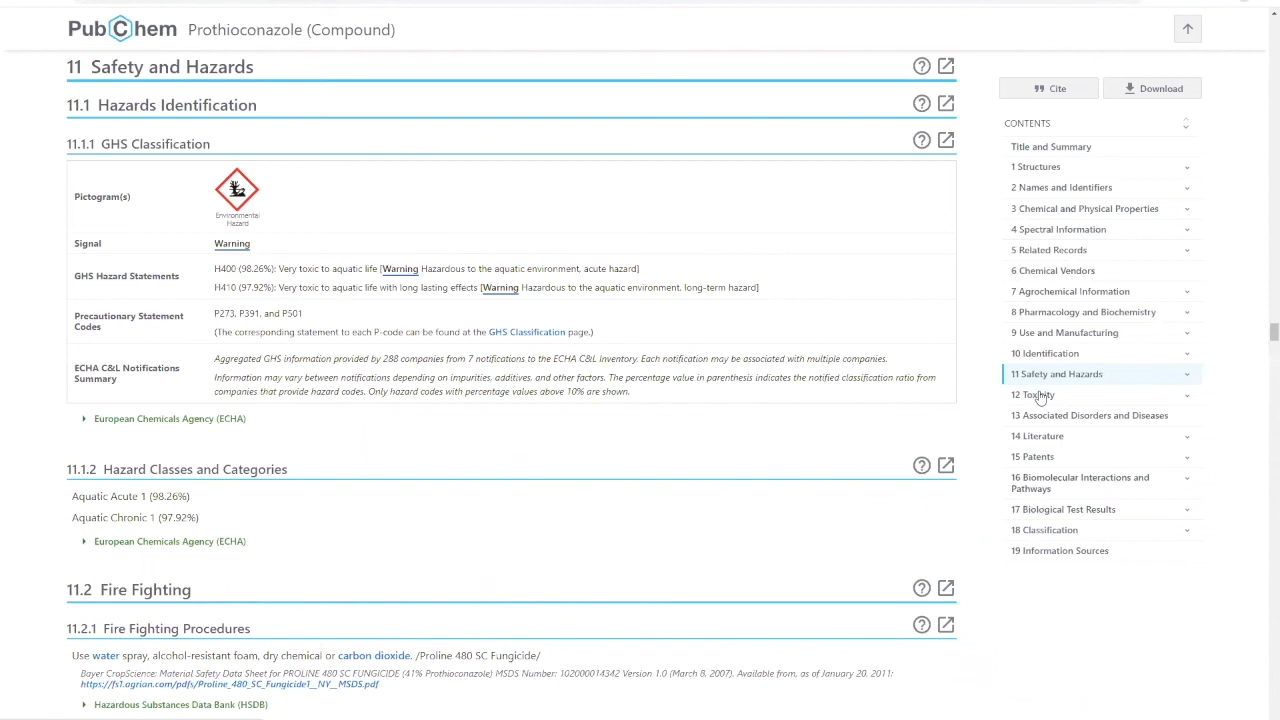 PubChem Prothioconazole (Compound)
11 Safety and Hazards
11.1 Hazards Identification
11.1.1 GHS Classification
Pictogram(s)
Environmental
Hazard
Signal
Warning
GHS Hazard Statements
H400 (98.26%): Very toxic to aquatic life [Warning Hazardous to the aquatic environment, acute hazard]
H410 (97.92%): Very toxic to aquatic life with long lasting effects [Warning Hazardous to the aquatic environment, long-term hazard]
Precautionary Statement
Codes
P273, P391, and P501
(The corresponding statement to each P-code can be found at the GHS Classification page.)
ECHA C&L Notifications
Summary
Aggregated GHS information provided by 288 companies from 7 notifications to the ECHA C&L Inventory. Each notification may be associated with multiple companies.
Information may vary between notifications depending on impurities, additives, and other factors. The percentage value in parenthesis indicates the notified classification ratio from
companies that provide hazard codes. Only hazard codes with percentage values above 10% are shown.
European Chemicals Agency (ECHA)
11.1.2 Hazard Classes and Categories
Aquatic Acute 1 (98.26%)
Aquatic Chronic 1 (97.92%)
European Chemicals Agency (ECHA)
11.2 Fire Fighting
11.2.1 Fire Fighting Procedures
Use water spray, alcohol-resistant foam, dry chemical or carbon dioxide. /Proline 480 SC Fungicide/
Bayer CropScience; Material Safety Data Sheet for PROLINE 480 SC FUNGICIDE (41% Prothioconazole) MSDS Number: 102000014342 Version 1.0 (March 8, 2007). Available from, as of January 20, 2011:
https://fs1.agrian.com/pdfs/Proline_480_SC_Fungicide1__NY__MSDS.pdf
Hazardous Substances Data Bank (HSDB)
Cite
Download
CONTENTS
Title and Summary
1 Structures
2 Names and Identifiers
3 Chemical and Physical Properties
4 Spectral Information
5 Related Records
6 Chemical Vendors
7 Agrochemical Information
8 Pharmacology and Biochemistry
9 Use and Manufacturing
10 Identification
11 Safety and Hazards
12 Toxicity
13 Associated Disorders and Diseases
14 Literature
15 Patents
16 Biomolecular Interactions and
Pathways
17 Biological Test Results
18 Classification
19 Information Sources